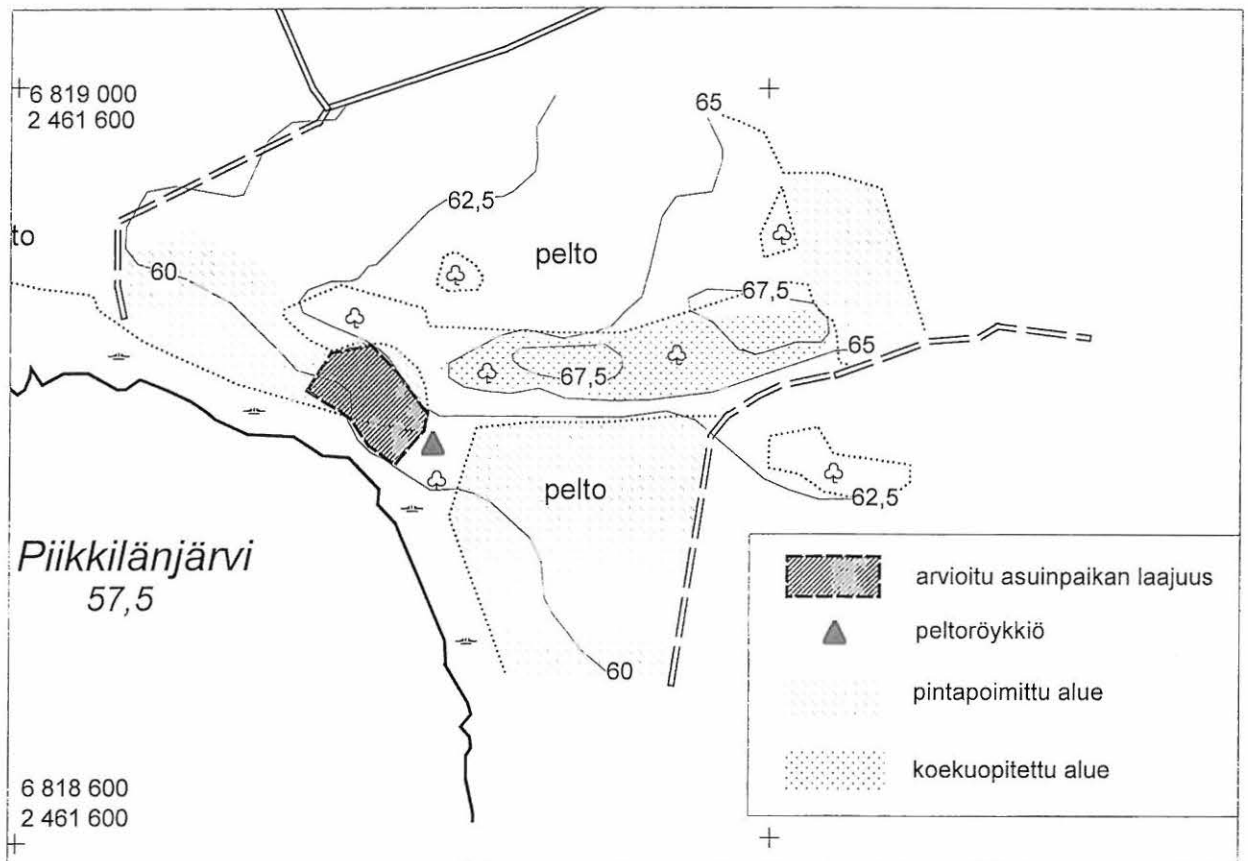 6 819 000
2 461 600
65
62,5
to
pelto
60
67,5
65
67,5
pelto
62,5
Piikkilänjärvi
57,5
60
arvioitu asuinpaikan laajuus
peltoröykkiö
pintapoimittu alue
koekuopitettu alue
6 818 600
2 461 600